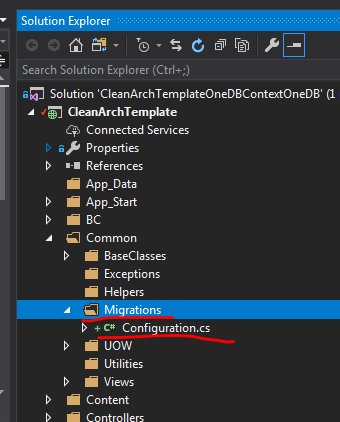 Solution Explorer
Search Solution Explorer (Ctrl+;)
Solution 'CleanArchTemplateOneDBContextOneDB' (1
CleanArchTemplate
Connected Services
Properties
References
App_Data
App_Start
BC
Common
BaseClasses
Exceptions
Helpers
Migrations
+ C# Configuration.cs
UOW
Utilities
Views
Content
Controllers